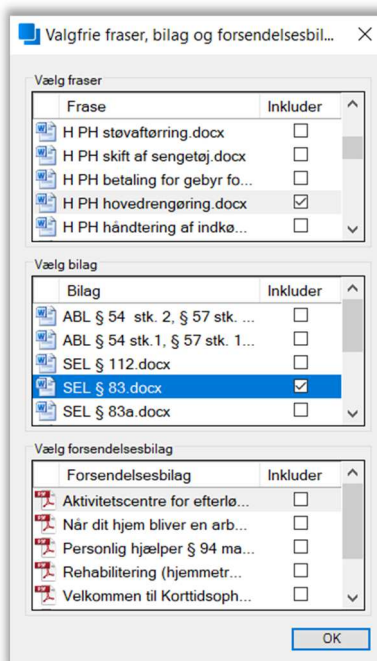 Valgfrie fraser, bilag og forsendelsesbil...
Vælg fraser
Frase Inkluder
H PH støvaftørring.docx
H PH skift af sengetøj.docx
H PH betaling for gebyr fo...
H PH hovedrengøring.docx
H PH håndtering af indkø...
Vælg bilag
Bilag Inkluder
ABL § 54 stk. 2, § 57 stk. ...
ABL § 54 stk.1, § 57 stk. 1...
SEL § 112.docx
SEL § 83.docx
SEL § 83a.docx
Vælg forsendelsesbilag
Forsendelsesbilag Inkluder
Aktivitetscentre for efterlø...
Når dit hjem bliver en arb...
Personlig hjælper § 94 ma...
Rehabilitering (hjemmetr...
Velkommen til Korttidsoph...
OK